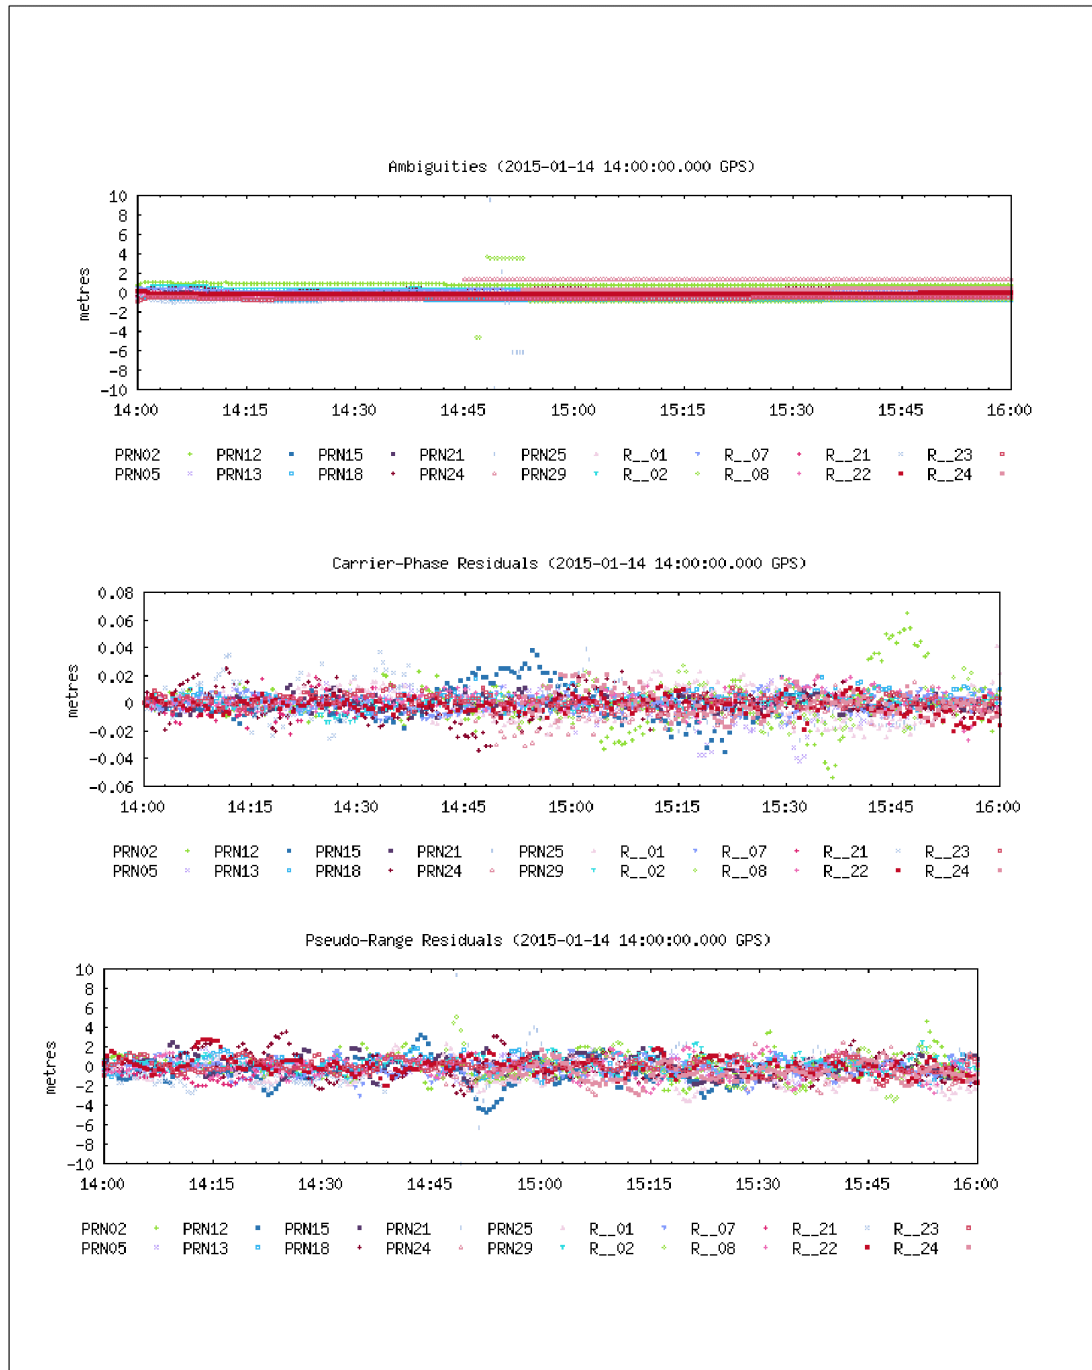 Ambiguities (2015-01-14 14:00:00.000 GPS)
10
8
6
4
2
0
-2
-4
-6
-8
-10
metres
14:00 14:15 14:30 14:45 15:00 15:15 15:30 15:45 16:00
PRN02 PRN12 PRN15 PRN21 PRN25 R__01 R__07 R__21 R__23
PRN05 PRN13 PRN18 PRN24 PRN29 R__02 R__08 R__22 R__24
Carrier-Phase Residuals (2015-01-14 14:00:00.000 GPS)
0.08
0.06
0.04
0.02
0
-0.02
-0.04
-0.06
metres
14:00 14:15 14:30 14:45 15:00 15:15 15:30 15:45 16:00
PRN02 PRN12 PRN15 PRN21 PRN25 R__01 R__07 R__21 R__23
PRN05 PRN13 PRN18 PRN24 PRN29 R__02 R__08 R__22 R__24
Pseudo-Range Residuals (2015-01-14 14:00:00.000 GPS)
10
8
6
4
2
0
-2
-4
-6
-8
-10
metres
14:00 14:15 14:30 14:45 15:00 15:15 15:30 15:45 16:00
PRN02 PRN12 PRN15 PRN21 PRN25 R__01 R__07 R__21 R__23
PRN05 PRN13 PRN18 PRN24 PRN29 R__02 R__08 R__22 R__24